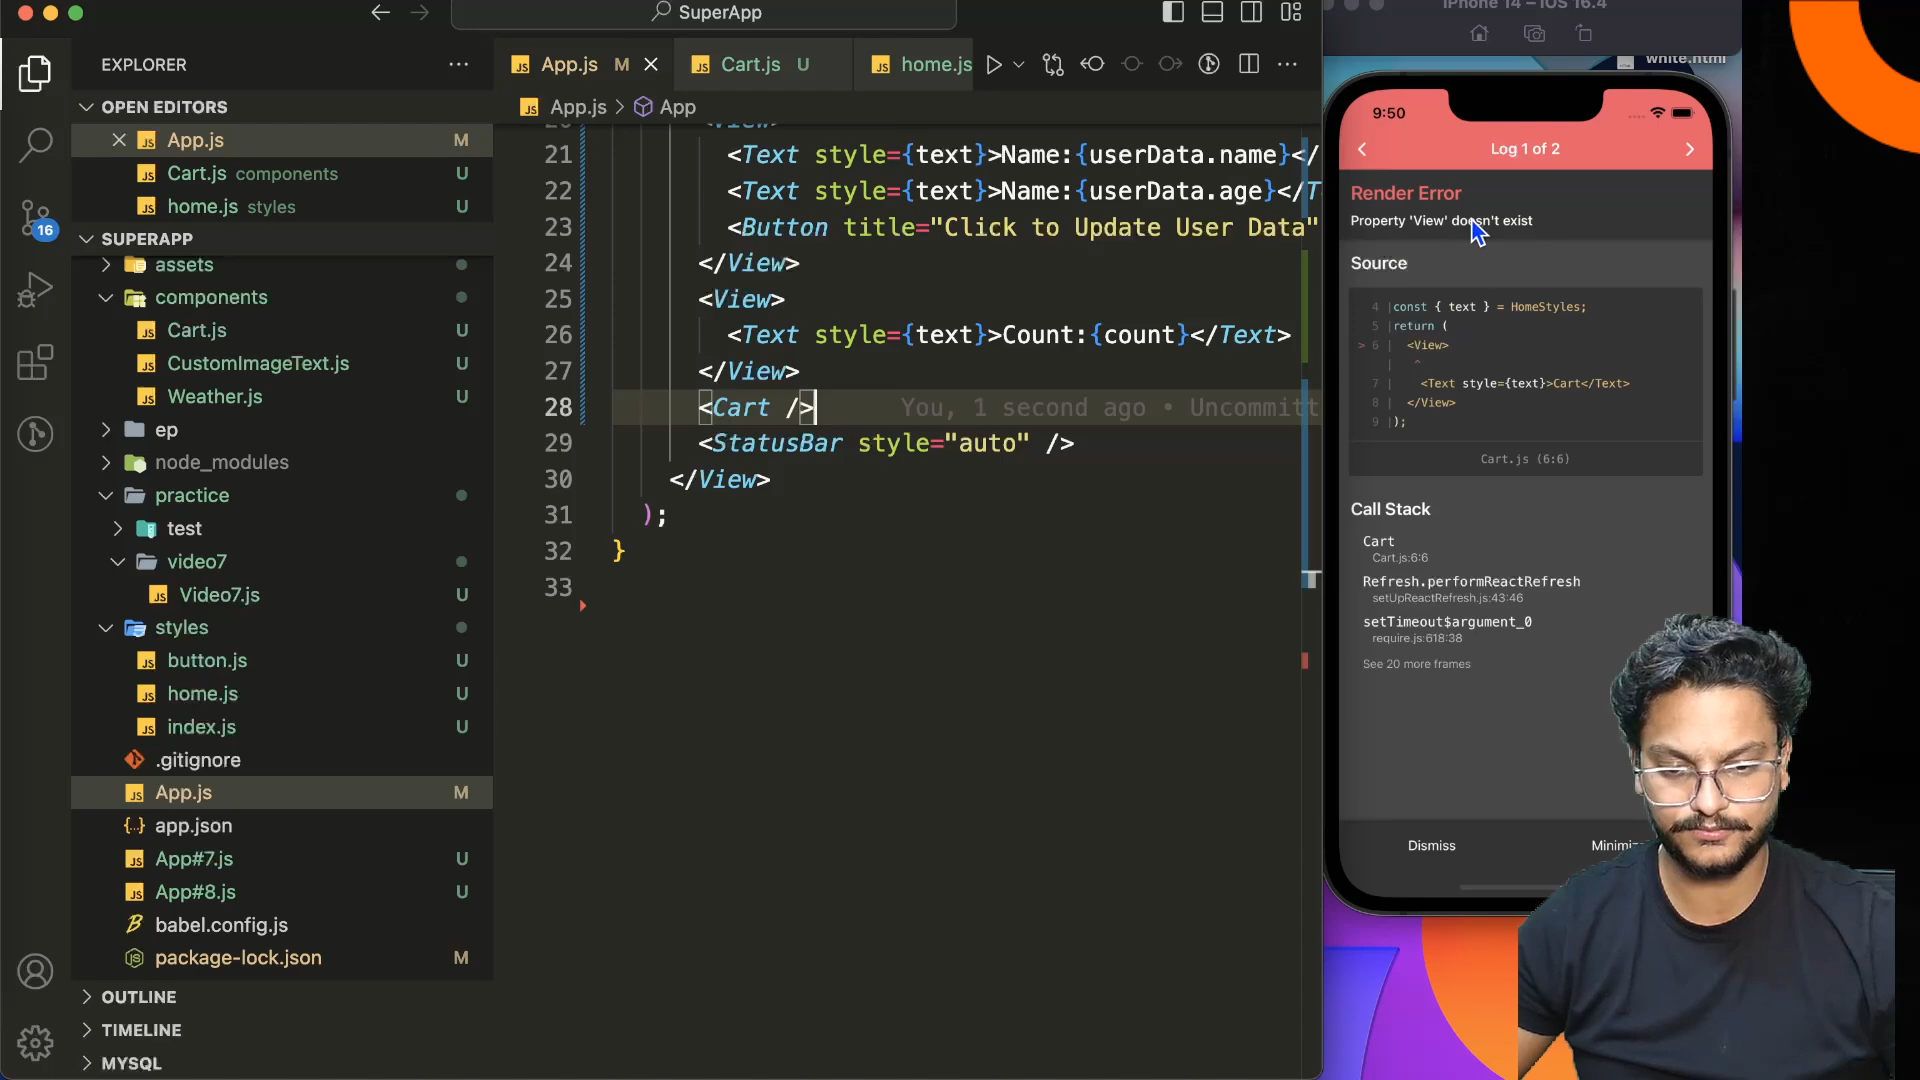 SuperApp
EXPLORER
OPEN EDITORS
App.js M
Cart.js components U
home.js styles U
SUPERAPP
assets
components
Cart.js U
CustomImageText.js U
Weather.js U
ep
node_modules
practice
test
video7
Video7.js U
styles
button.js U
home.js U
index.js U
.gitignore
App.js M
app.json
App#7.js U
App#8.js U
babel.config.js
package-lock.json M
OUTLINE
TIMELINE
MYSQL
16
App.js M
Cart.js U
home.js
App.js > App
21 <Text style={text}>Name:{userData.name}</
22 <Text style={text}>Name:{userData.age}</T
23 <Button title="Click to Update User Data"
24 </View>
25 <View>
26 <Text style={text}>Count:{count}</Text>
27 </View>
28 <Cart /> You, 1 second ago • Uncommitt
29 <StatusBar style="auto" />
30 </View>
31 );
32 }
33
iPhone 14 – iOS 16.4
white.html
9:50
Log 1 of 2
Render Error
Property 'View' doesn't exist
Source
4 |const { text } = HomeStyles;
5 |return (
> 6 | <View>
| ^
7 | <Text style={text}>Cart</Text>
8 | </View>
9 |);
Cart.js (6:6)
Call Stack
Cart
Cart.js:6:6
Refresh.performReactRefresh
setUpReactRefresh.js:43:46
setTimeout$argument_0
require.js:618:38
See 20 more frames
Dismiss